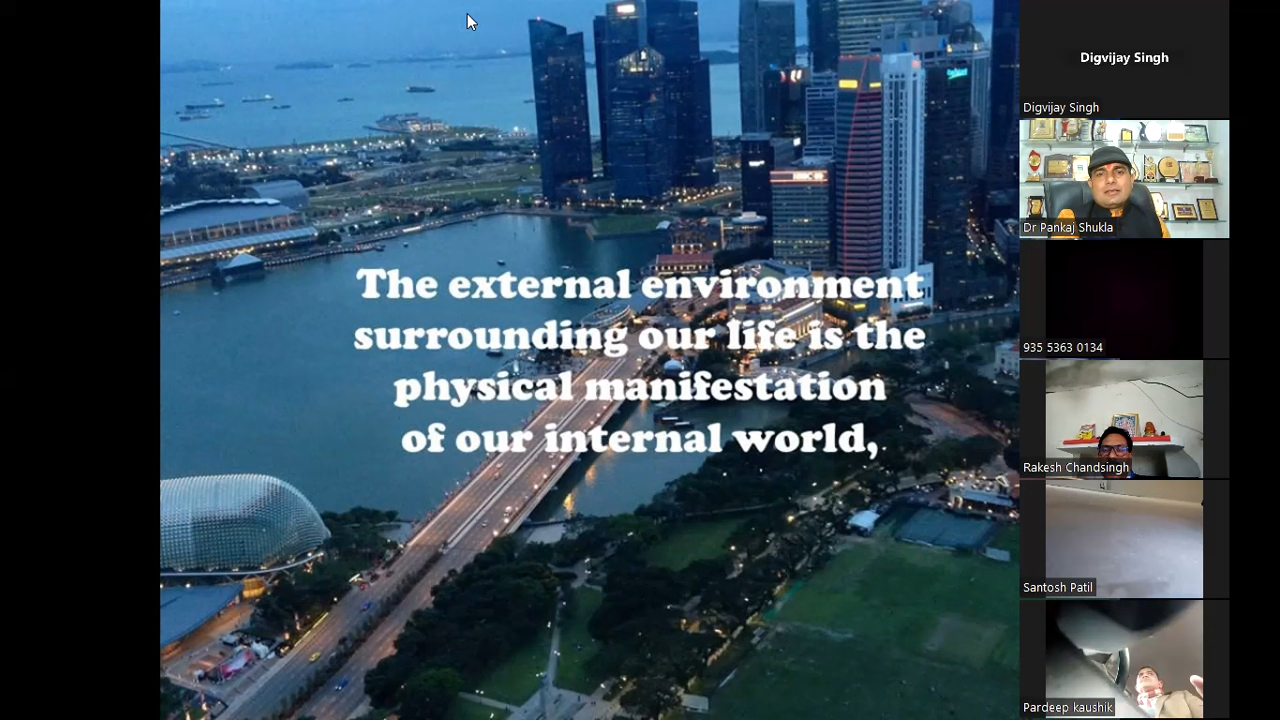 The external environment
surrounding our life is the
physical manifestation
of our internal world,
Digvijay Singh
Digvijay Singh
Dr Pankaj Shukla
935 5363 0134
Rakesh Chandsingh
Santosh Patil
Pardeep kaushik